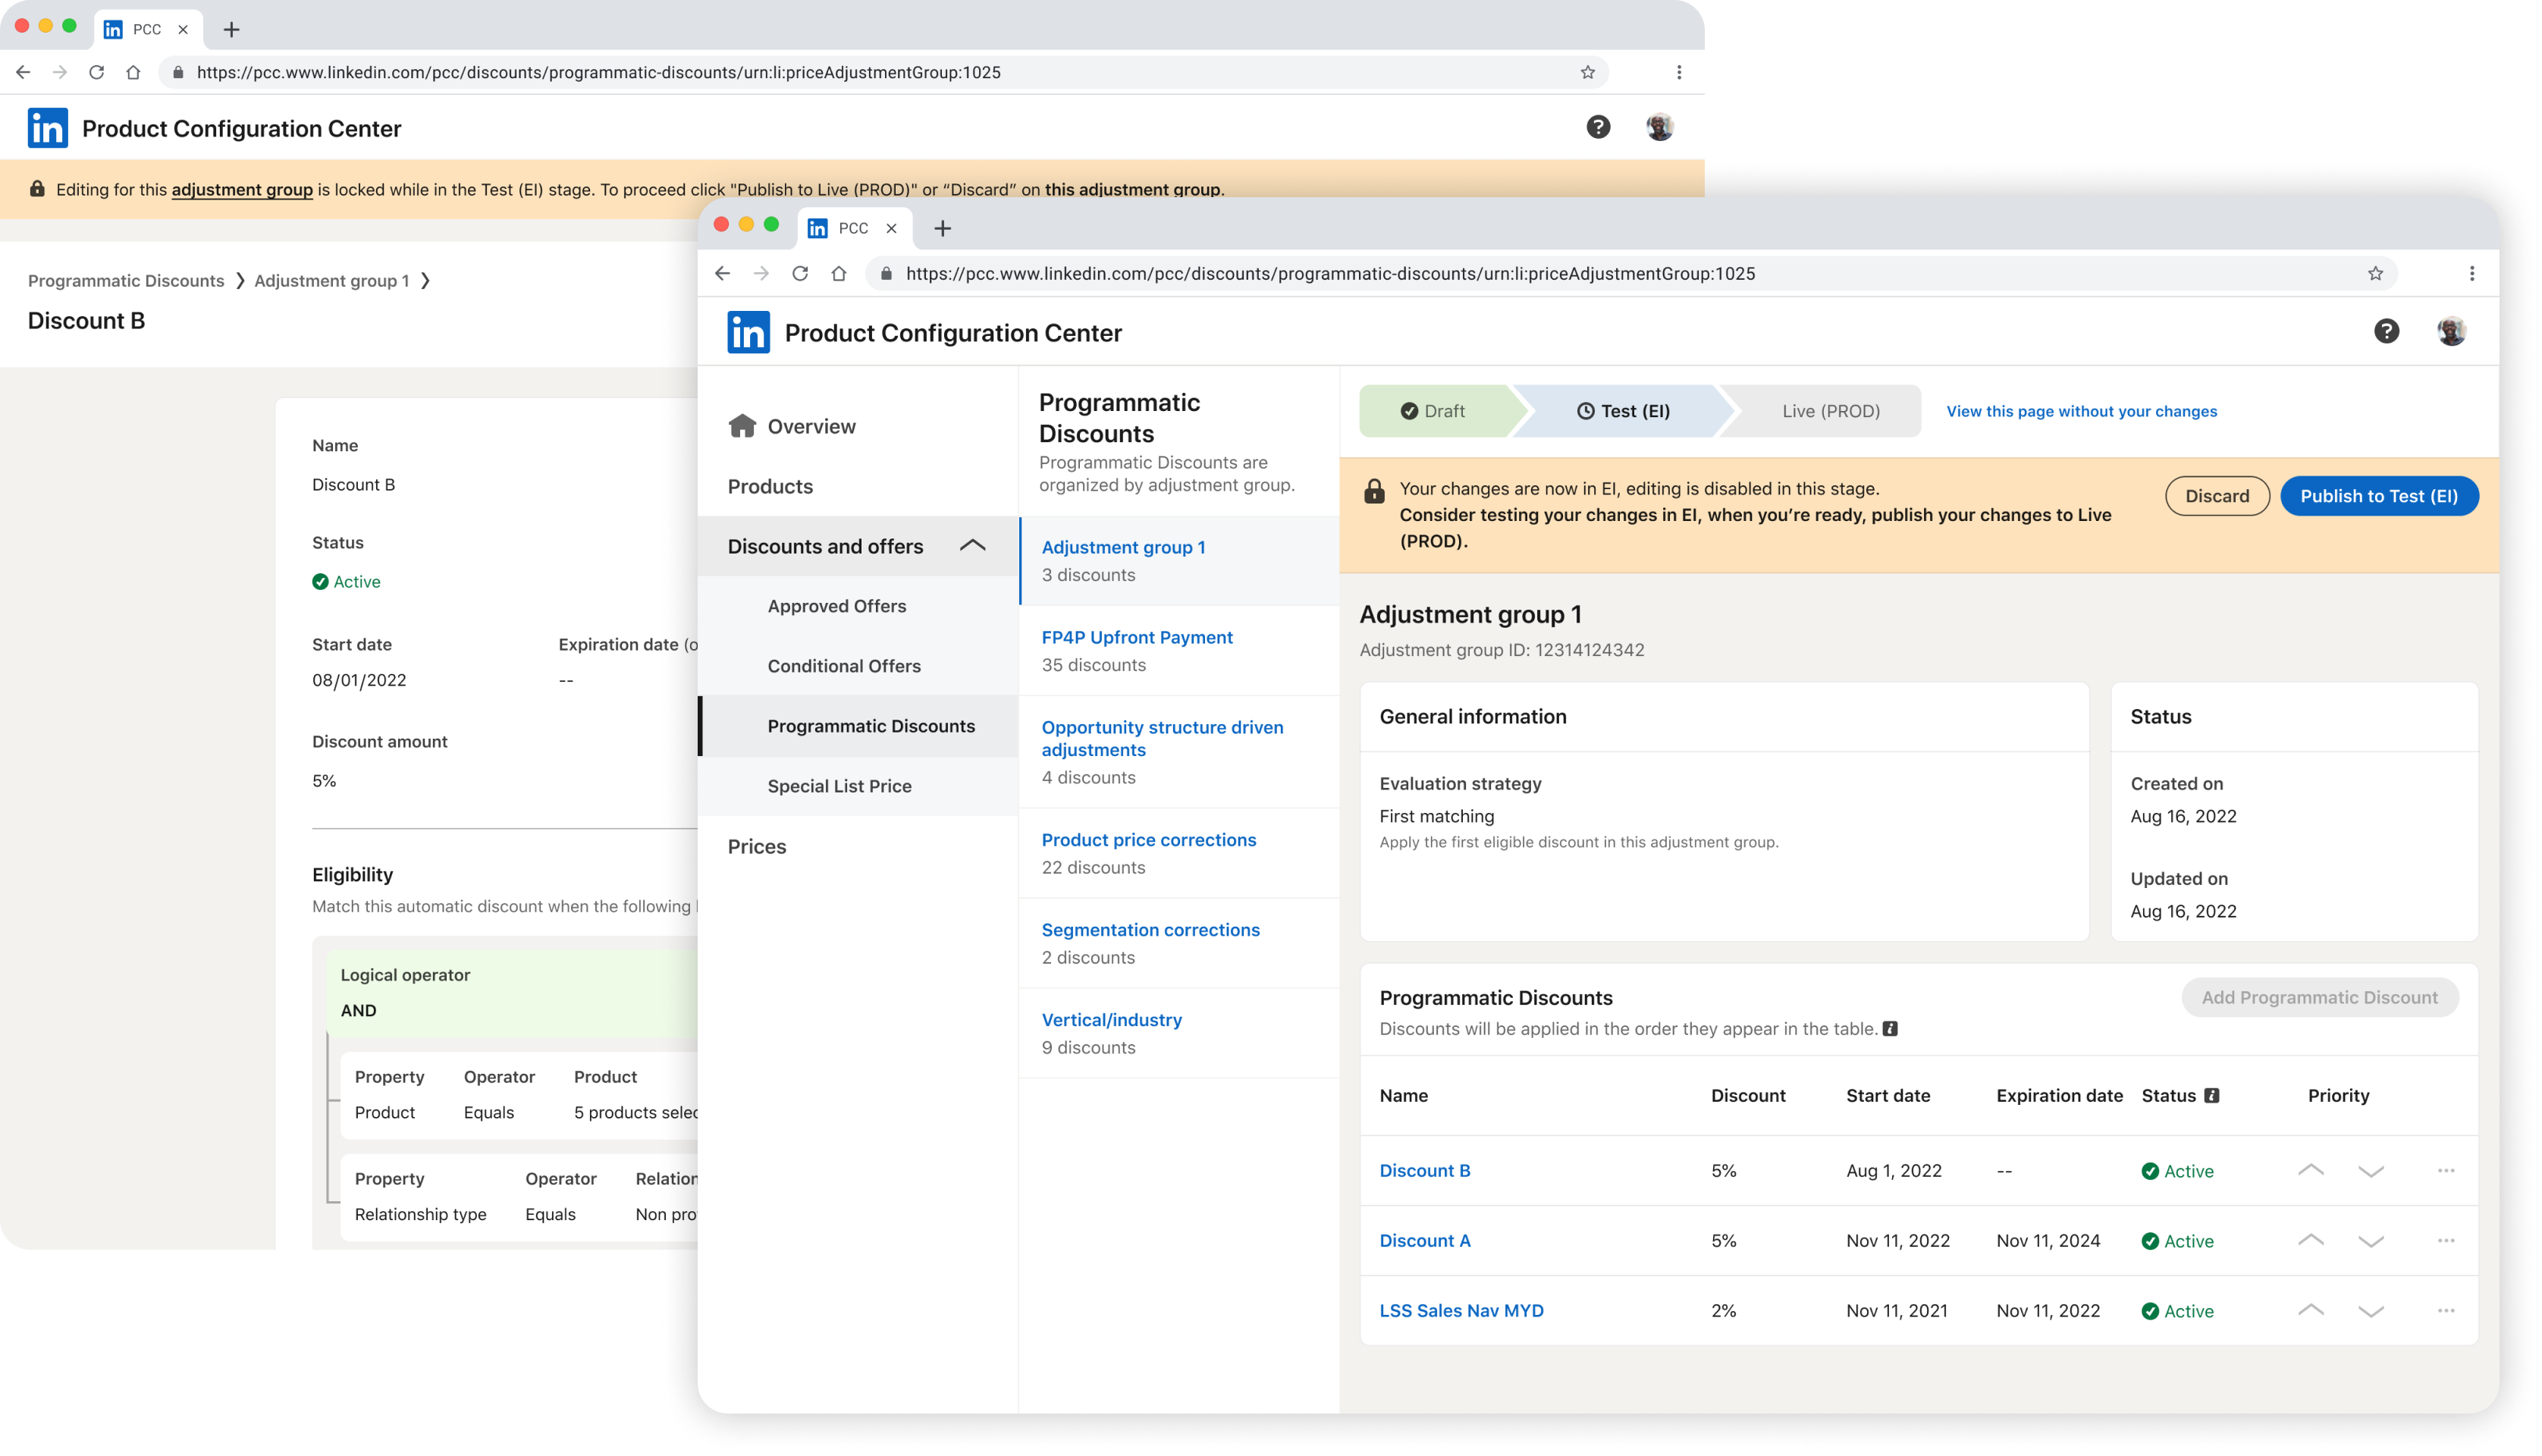 in PCC
https://pcc.www.linkedin.com/pcc/discounts/programmatic-discounts/urn:li:priceAdjustmentGroup:1025
in Product Configuration Center
?
Editing for this adjustment group is locked while in the Test (EI) stage. To proceed click "Publish to Live (PROD)" or “Discard” on this adjustment group.
Programmatic Discounts Adjustment group 1
Discount B
Name
Discount B
Status
Active
Start date Expiration date
08/01/2022 --
Discount amount
5%
Eligibility
Match this automatic discount when the following
Logical operator
AND
Property Operator Product
Product Equals 5 products
Property Operator
Relationship type Equals Non
in PCC
https://pcc.www.linkedin.com/pcc/discounts/programmatic-discounts/urn:li:priceAdjustmentGroup:1025
in Product Configuration Center
?
Overview
Products
Discounts and offers
Approved Offers
Conditional Offers
Programmatic Discounts
Special List Price
Prices
Programmatic
Discounts
Programmatic Discounts are
organized by adjustment group.
Adjustment group 1
3 discounts
FP4P Upfront Payment
35 discounts
Opportunity structure driven
adjustments
4 discounts
Product price corrections
22 discounts
Segmentation corrections
2 discounts
Vertical/industry
9 discounts
Draft Test (EI) Live (PROD) View this page without your changes
Your changes are now in EI, editing is disabled in this stage.
Consider testing your changes in EI, when you’re ready, publish your changes to Live
(PROD).
Discard Publish to Test (EI)
Adjustment group 1
Adjustment group ID: 12314124342
General information
Evaluation strategy
First matching
Apply the first eligible discount in this adjustment group.
Status
Created on
Aug 16, 2022
Updated on
Aug 16, 2022
Programmatic Discounts
Discounts will be applied in the order they appear in the table. i
Add Programmatic Discount
Name Discount Start date Expiration date Status i Priority
Discount B 5% Aug 1, 2022 -- Active
Discount A 5% Nov 11, 2022 Nov 11, 2024 Active
LSS Sales Nav MYD 2% Nov 11, 2021 Nov 11, 2022 Active